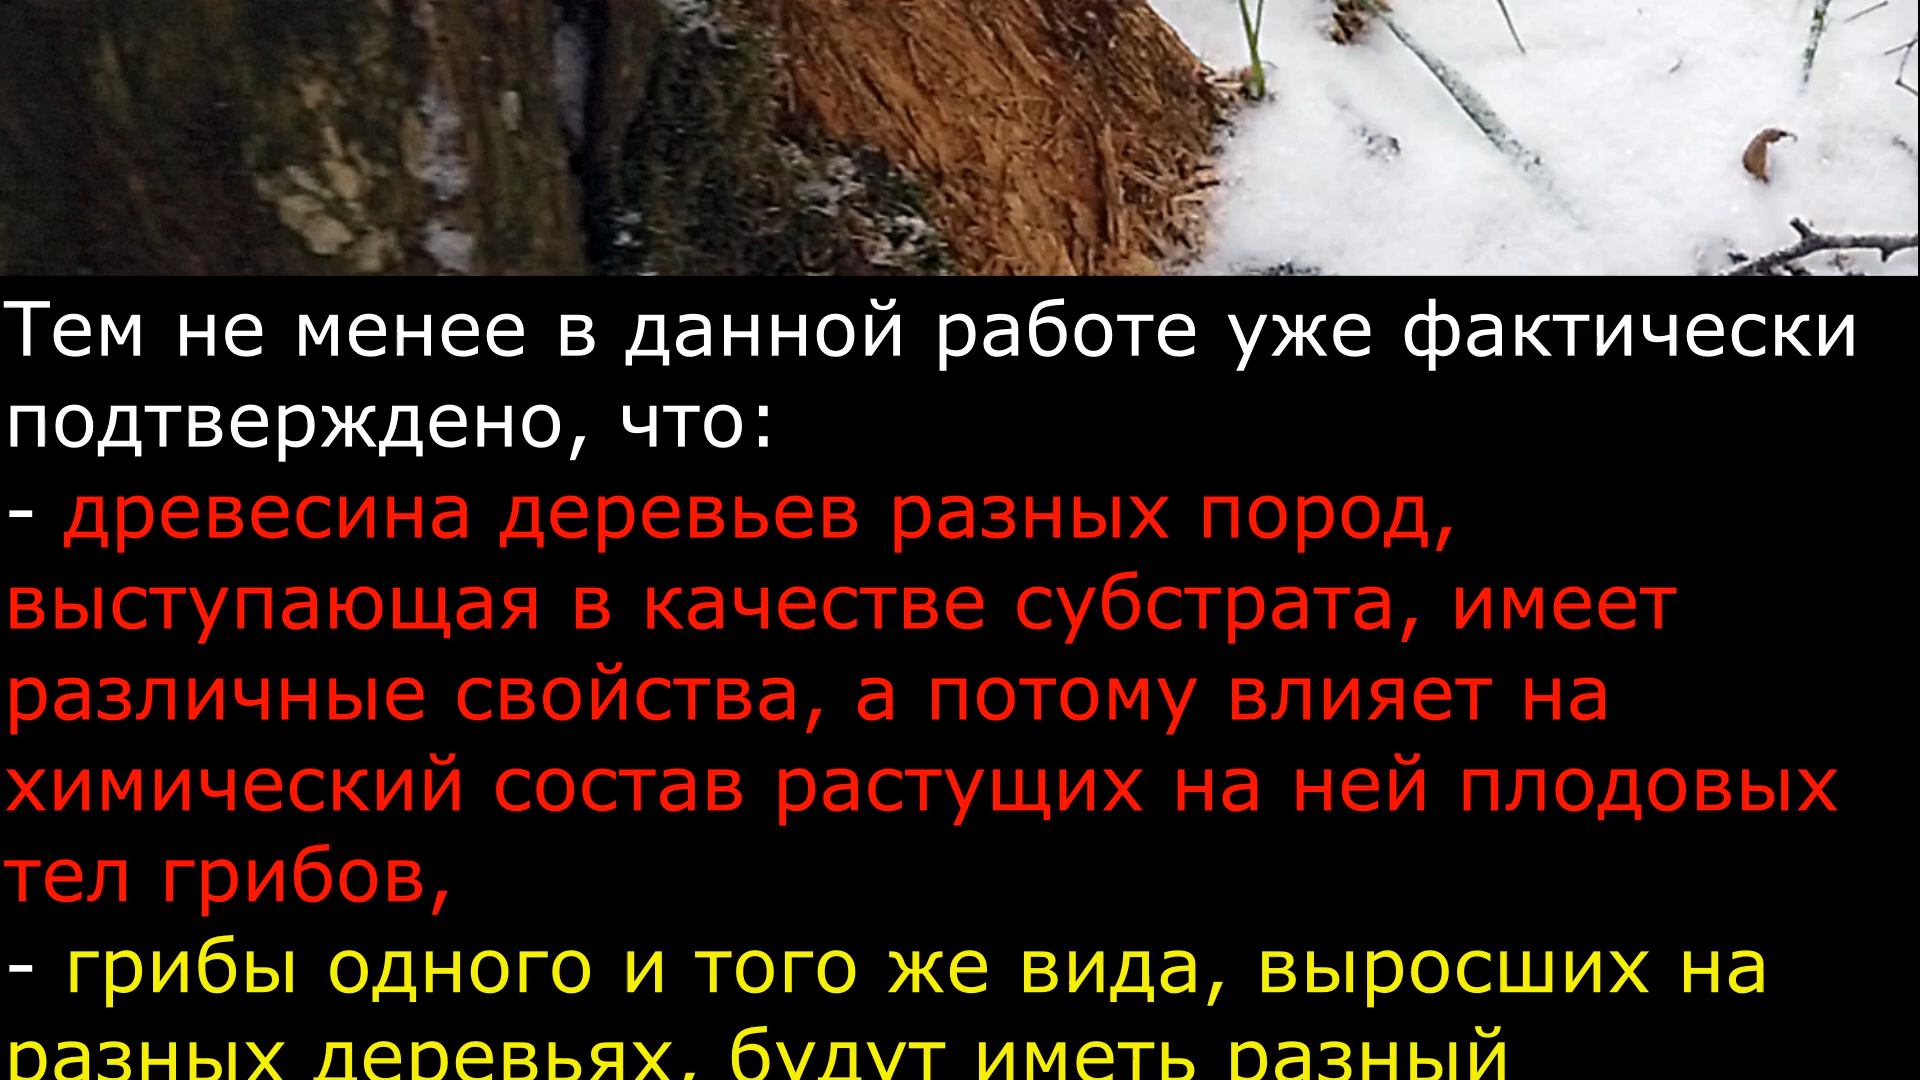 Тем не менее в данной работе уже фактически
подтверждено, что:
- древесина деревьев разных пород,
выступающая в качестве субстрата, имеет
различные свойства, а потому влияет на
химический состав растущих на ней плодовых
тел грибов,
- грибы одного и того же вида, выросших на
разных деревьях, будут иметь разный